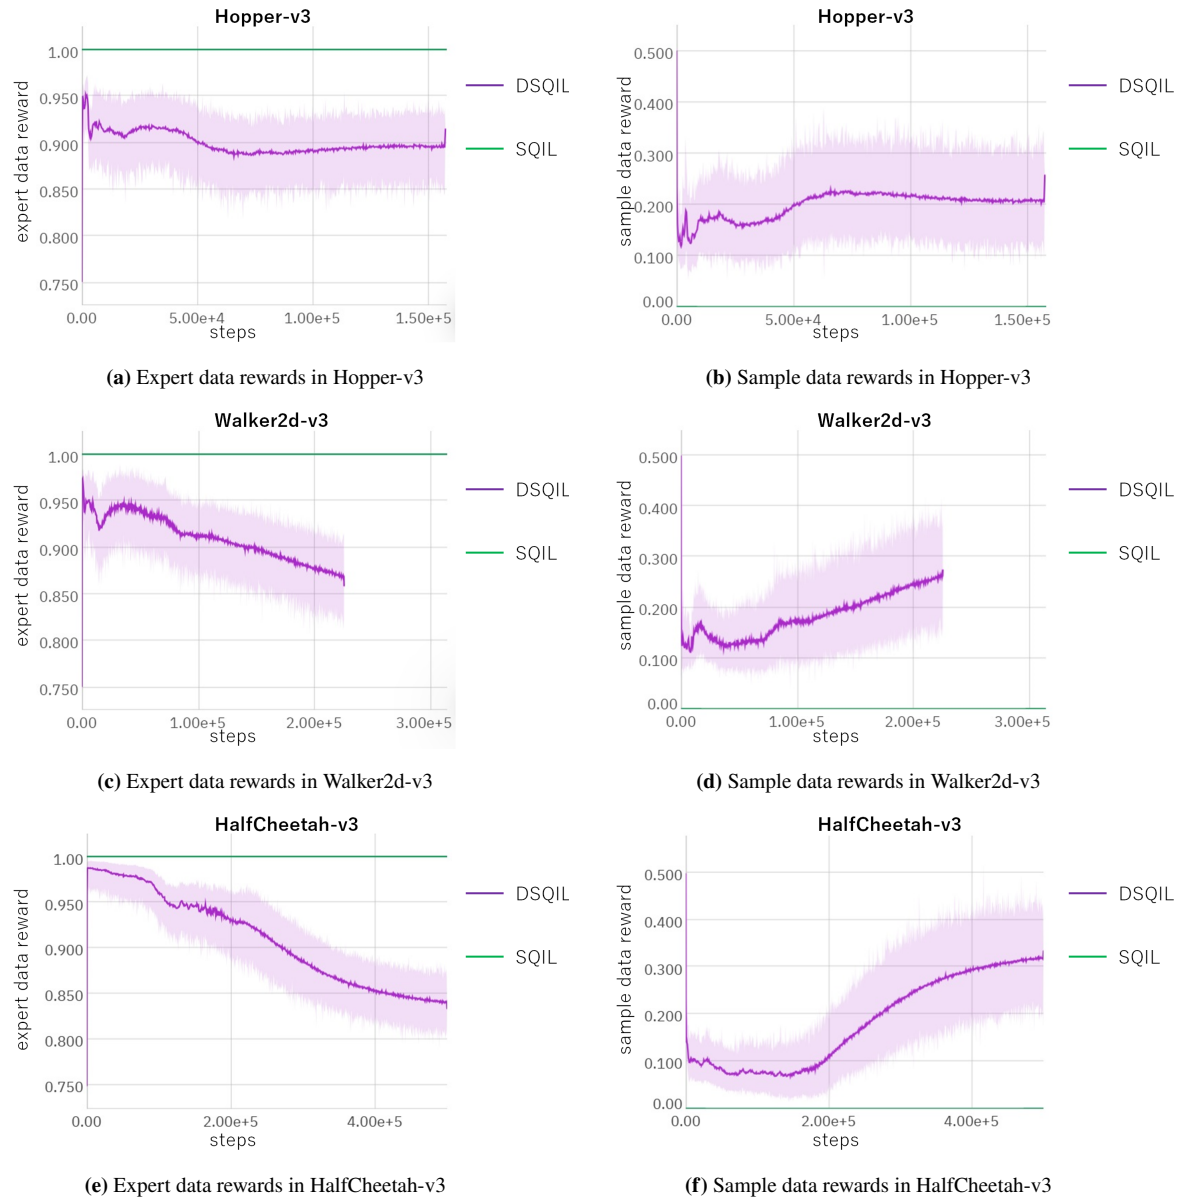 Hopper-v3
expert data reward
1.00
0.950
0.900
0.850
0.800
0.750
0.00 5.00e+4 1.00e+5 1.50e+5
steps
DSQIL
SQIL
(a) Expert data rewards in Hopper-v3
Hopper-v3
sample data reward
0.500
0.400
0.300
0.200
0.100
0.00
0.00 5.00e+4 1.00e+5 1.50e+5
steps
DSQIL
SQIL
(b) Sample data rewards in Hopper-v3
Walker2d-v3
expert data reward
1.00
0.950
0.900
0.850
0.800
0.750
0.00 1.00e+5 2.00e+5 3.00e+5
steps
DSQIL
SQIL
(c) Expert data rewards in Walker2d-v3
Walker2d-v3
sample data reward
0.500
0.400
0.300
0.200
0.100
0.00
0.00 1.00e+5 2.00e+5 3.00e+5
steps
DSQIL
SQIL
(d) Sample data rewards in Walker2d-v3
HalfCheetah-v3
expert data reward
1.00
0.950
0.900
0.850
0.800
0.750
0.00 2.00e+5 4.00e+5
steps
DSQIL
SQIL
(e) Expert data rewards in HalfCheetah-v3
HalfCheetah-v3
sample data reward
0.500
0.400
0.300
0.200
0.100
0.00
0.00 2.00e+5 4.00e+5
steps
DSQIL
SQIL
(f) Sample data rewards in HalfCheetah-v3